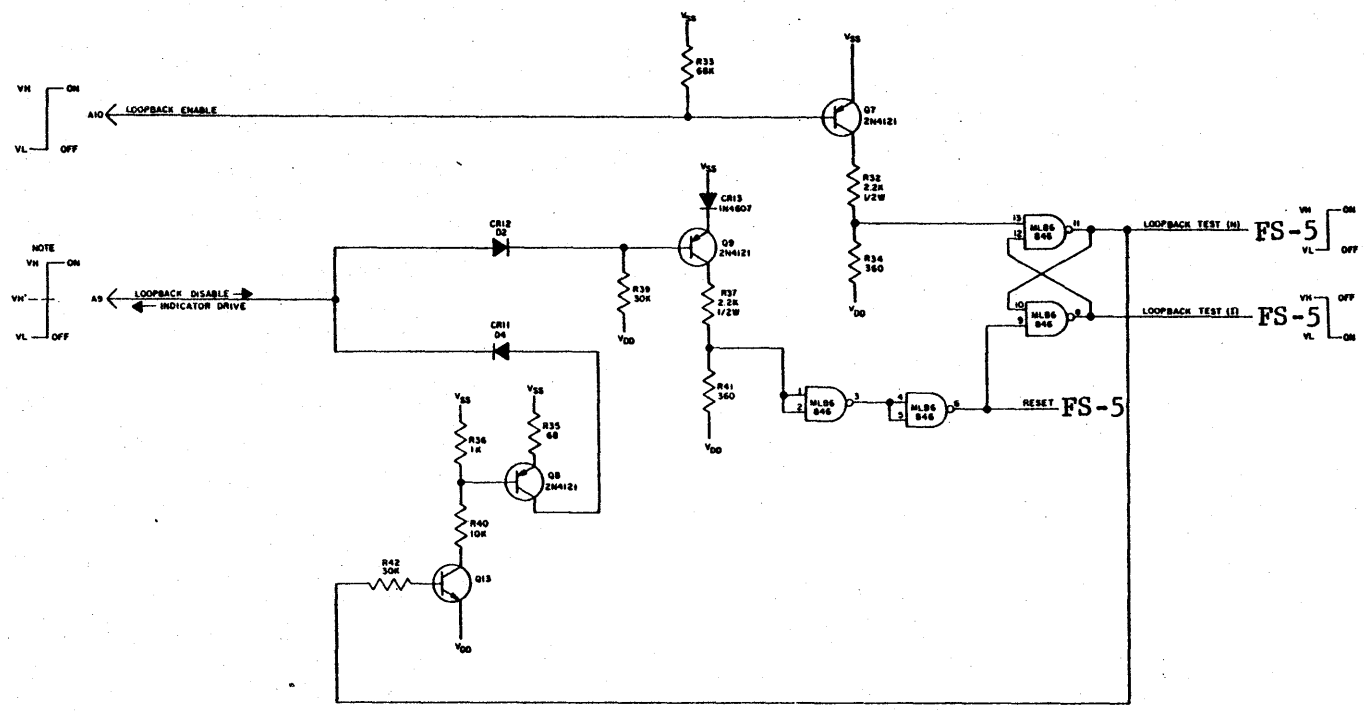 VSS
R33
68K
VH
ON
A10
LOOPBACK ENABLE
VL
OFF
VSS
Q7
2N4121
R32
2.2K
1/2W
R34
360
VDD
VSS
CR13
1N4607
CR12
D2
Q9
2N4121
R39
30K
VDD
R37
2.2K
1/2W
R41
360
VDD
NOTE
VH
ON
VH'
VL
OFF
A9
LOOPBACK DISABLE
INDICATOR DRIVE
CR11
D4
13
12
MLB6
846
11
LOOPBACK TEST (N)
FS-5
VH
ON
VL
OFF
10
9
MLB6
846
8
LOOPBACK TEST (I)
FS-5
VH
OFF
VL
ON
1
2
MLB6
846
3
4
5
MLB6
846
6
RESET
FS-5
VSS
R36
1K
VSS
R35
68
Q8
2N4121
R40
10K
R42
30K
Q13
VDD